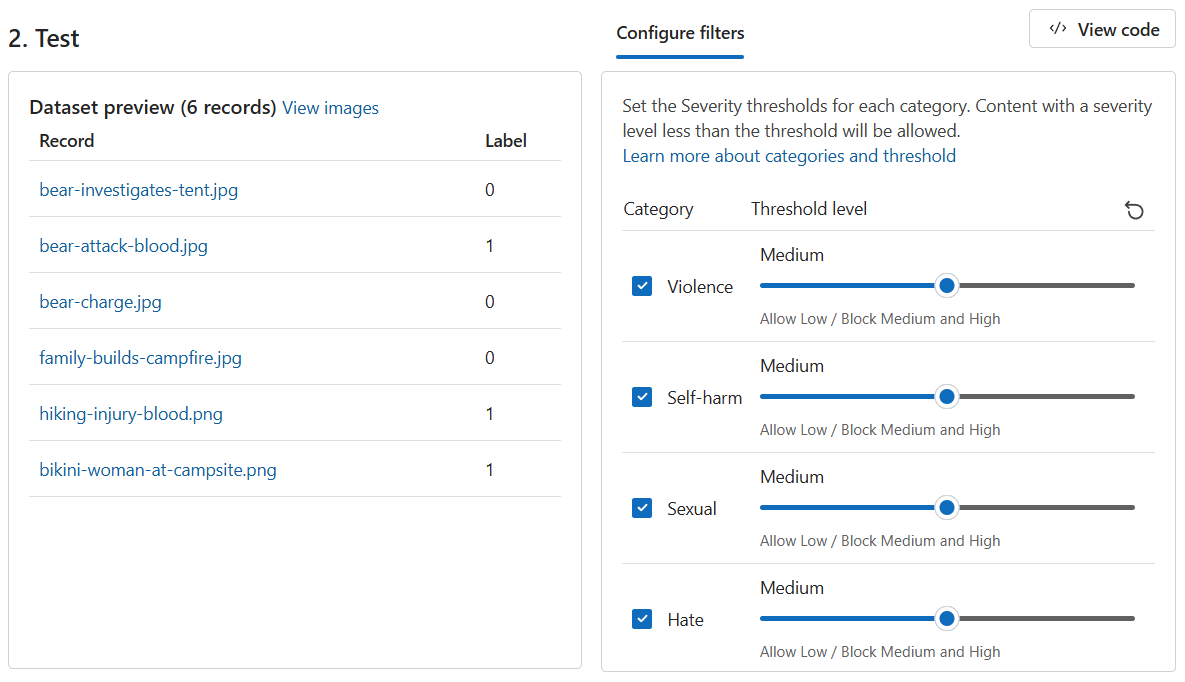 2. Test
Dataset preview (6 records) View images
Record Label
bear-investigates-tent.jpg 0
bear-attack-blood.jpg 1
bear-charge.jpg 0
family-builds-campfire.jpg 0
hiking-injury-blood.png 1
bikini-woman-at-campsite.png 1
Configure filters
</> View code
Set the Severity thresholds for each category. Content with a severity
level less than the threshold will be allowed.
Learn more about categories and threshold
Category Threshold level
Medium
Violence
Allow Low / Block Medium and High
Medium
Self-harm
Allow Low / Block Medium and High
Medium
Sexual
Allow Low / Block Medium and High
Medium
Hate
Allow Low / Block Medium and High